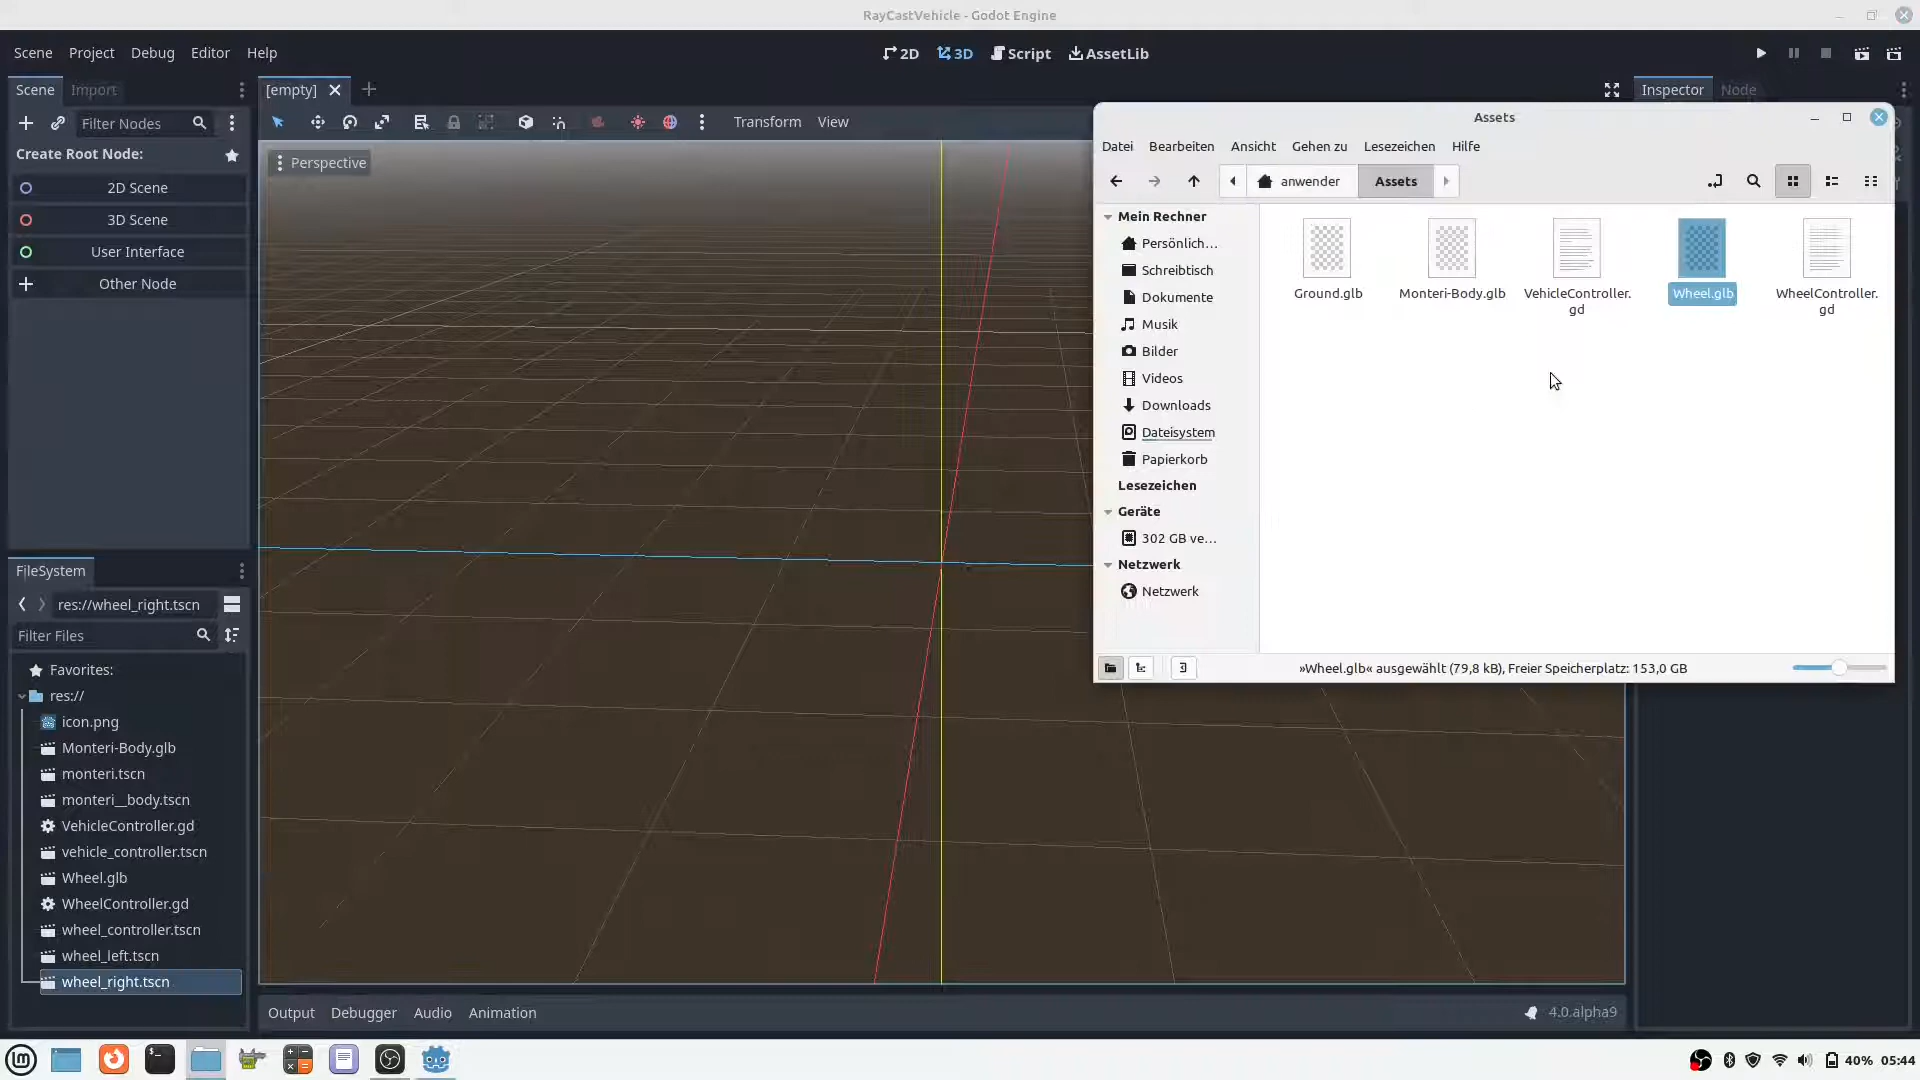 RayCastVehicle - Godot Engine
Scene Project Debug Editor Help
2D 3D Script AssetLib
Scene Import
[empty]
Inspector Node
Filter Nodes
Transform View
Create Root Node:
2D Scene
3D Scene
User Interface
Other Node
Perspective
Assets
Datei Bearbeiten Ansicht Gehen zu Lesezeichen Hilfe
anwender Assets
Mein Rechner
Persönlich...
Schreibtisch
Dokumente
Musik
Bilder
Videos
Downloads
Dateisystem
Papierkorb
Lesezeichen
Geräte
302 GB ve...
Netzwerk
Netzwerk
Ground.glb
Monteri-Body.glb
VehicleController.
gd
Wheel.glb
WheelController.
gd
»Wheel.glb« ausgewählt (79,8 kB), Freier Speicherplatz: 153,0 GB
FileSystem
res://wheel_right.tscn
Filter Files
Favorites:
res://
icon.png
Monteri-Body.glb
monteri.tscn
monteri__body.tscn
VehicleController.gd
vehicle_controller.tscn
Wheel.glb
WheelController.gd
wheel_controller.tscn
wheel_left.tscn
wheel_right.tscn
Output Debugger Audio Animation
4.0.alpha9
40% 05:44